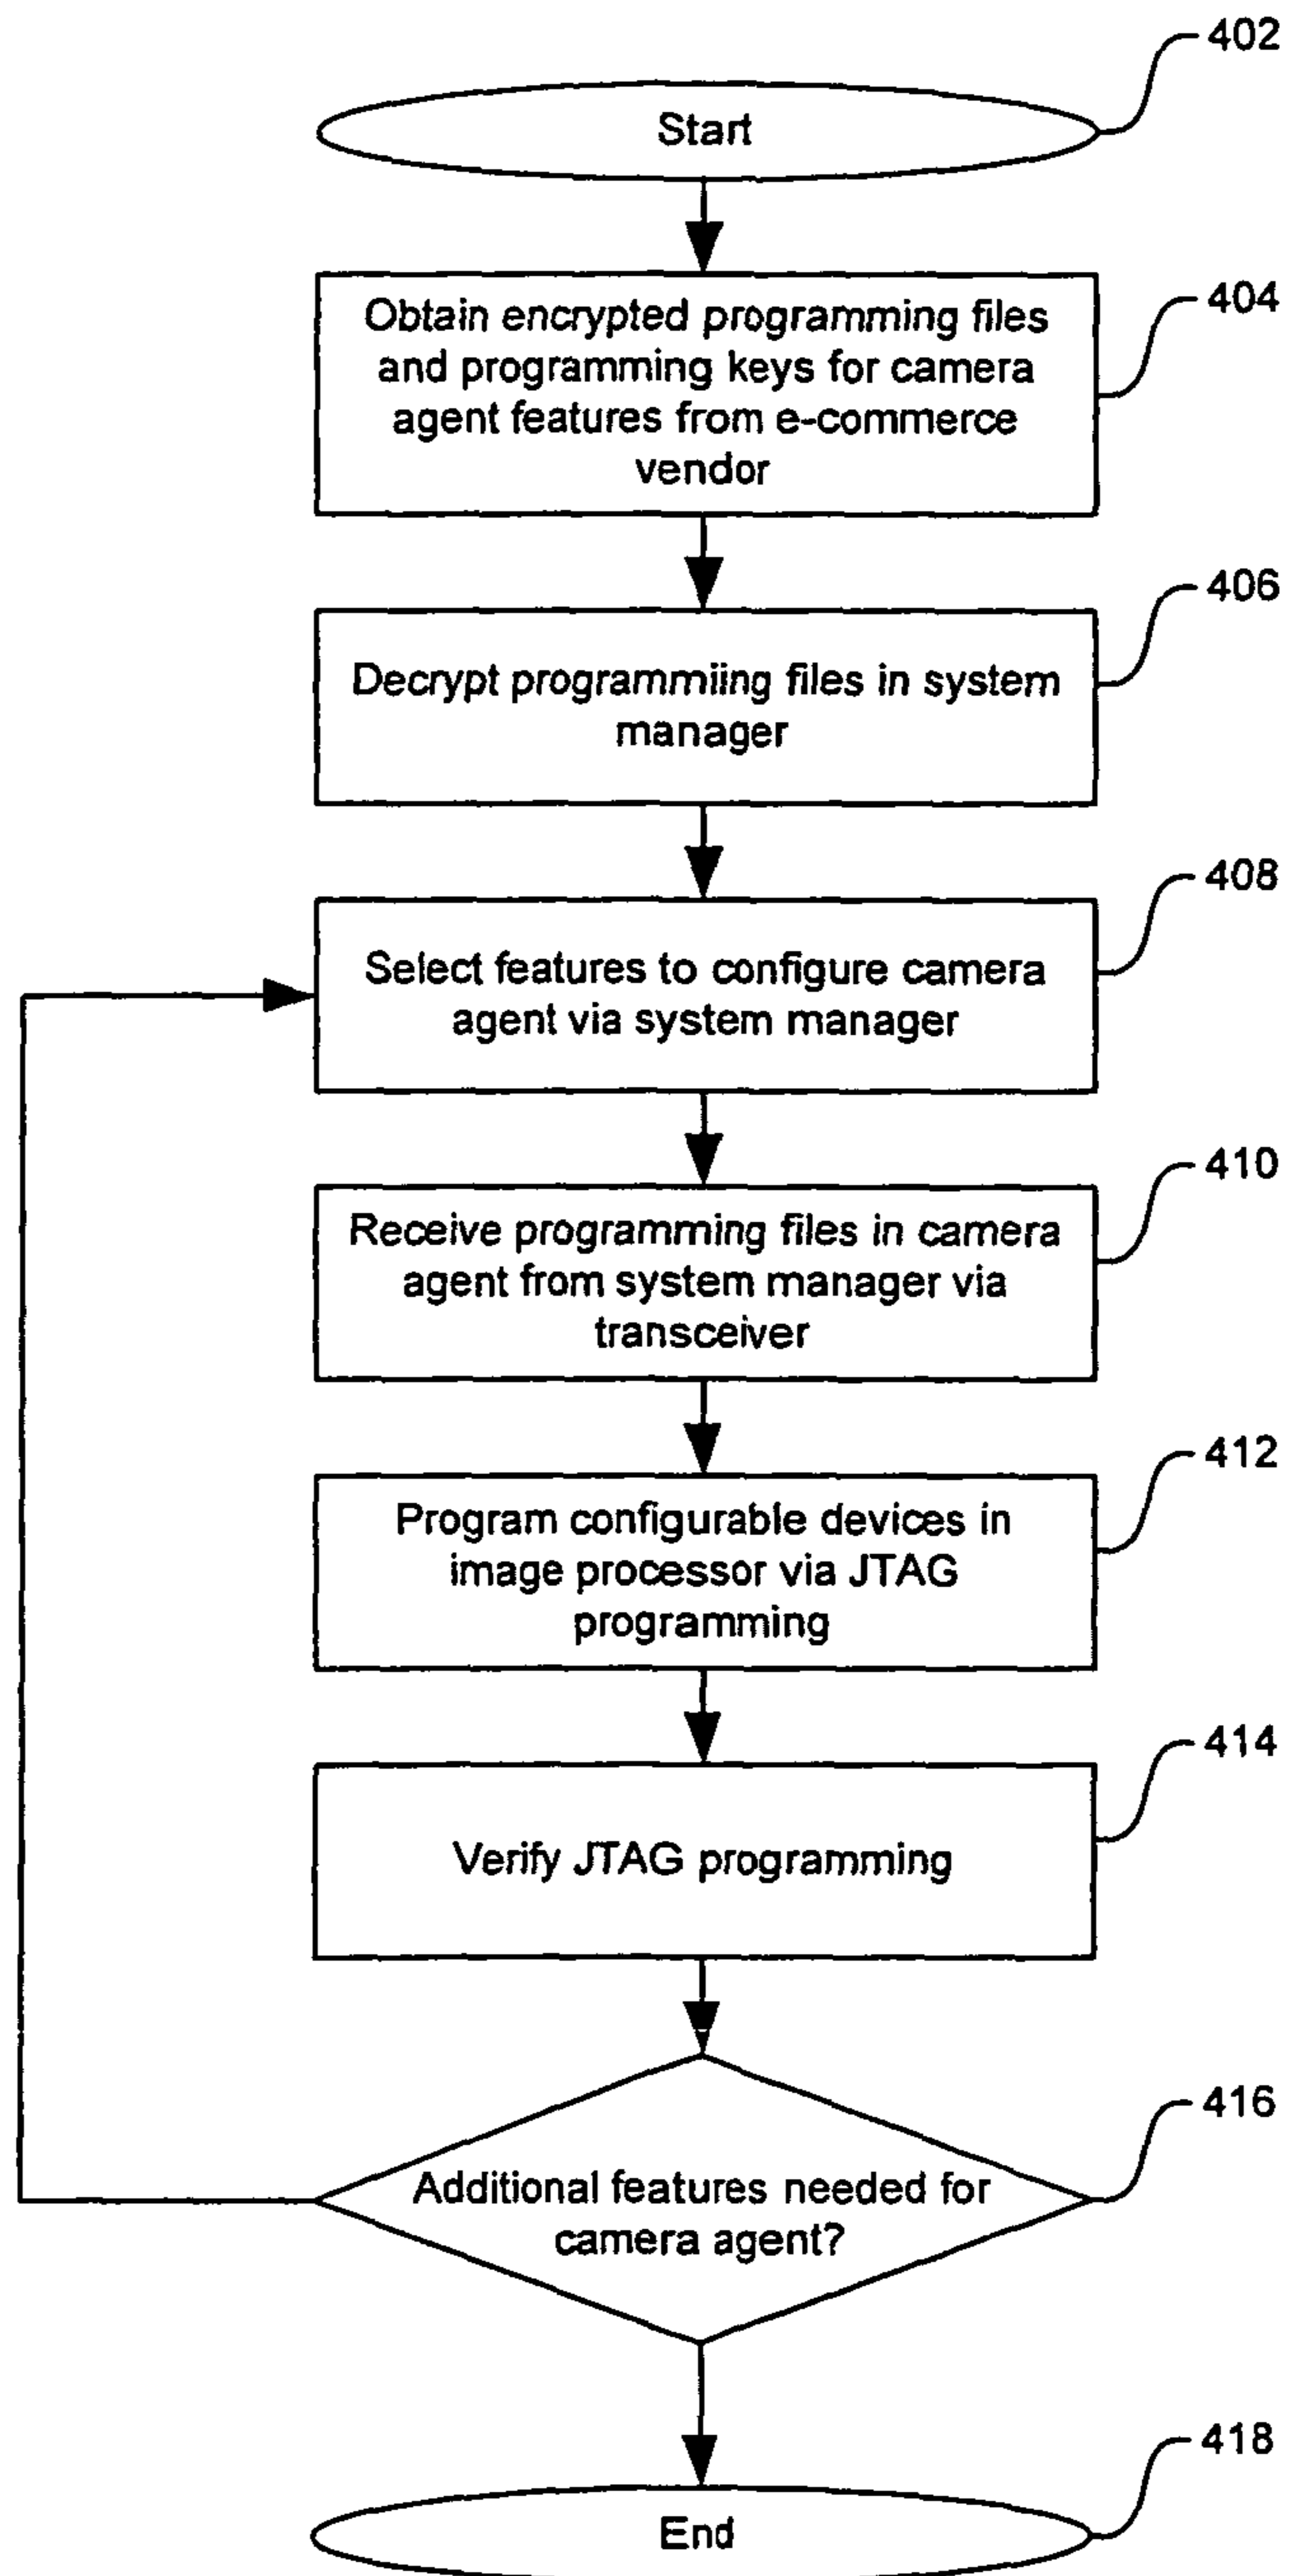 402
Start
404
Obtain encrypted programming files
and programming keys for camera
agent features from e-commerce
vendor
406
Decrypt programmiing files in system
manager
408
Select features to configure camera
agent via system manager
410
Receive programming files in camera
agent from system manager via
transceiver
412
Program configurable devices in
image processor via JTAG
programming
414
Verify JTAG programming
416
Additional features needed for
camera agent?
418
End